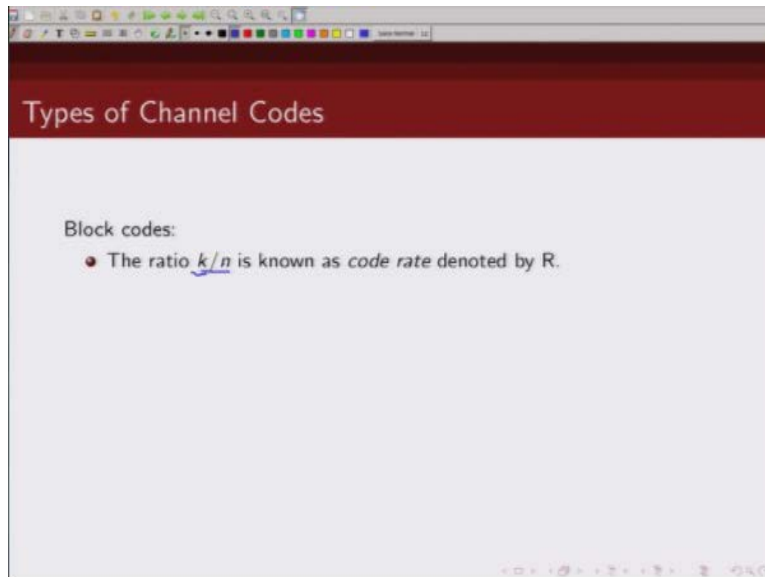 Types of Channel Codes
Block codes:
The ratio k/n is known as code rate denoted by R.